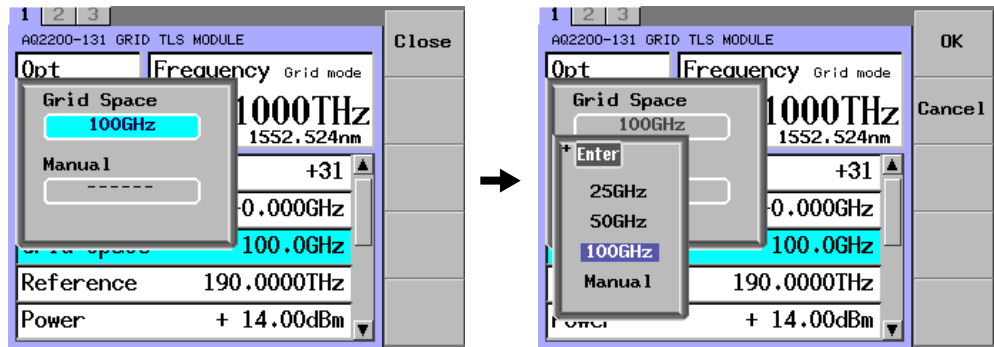 1 2 3
AQ2200-131 GRID TLS MODULE
Close
Opt
Frequency Grid mode
Grid Space
100GHz
1000THz
1552.524nm
Manual
------
+31
0.000GHz
100.0GHz
Reference 190.0000THz
Power + 14.00dBm
1 2 3
AQ2200-131 GRID TLS MODULE
OK
Opt
Frequency Grid mode
Grid Space
100GHz
1000THz
Cancel
1552.524nm
Enter
+31
25GHz
0.000GHz
50GHz
100GHz
100.0GHz
Manual
190.0000THz
+ 14.00dBm